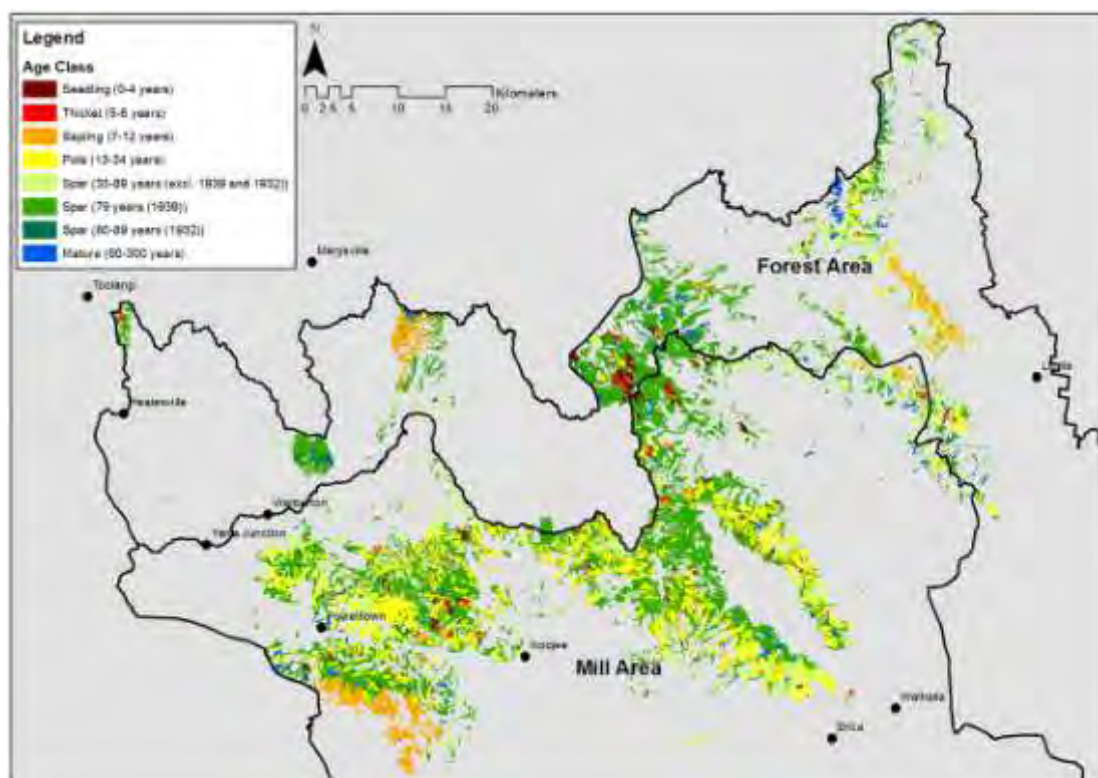 Legend
Age Class
Seedling (0-4 years)
Thicket (5-6 years)
Sapling (7-12 years)
Pole (13-34 years)
Spar (35-89 years (excl. 1939 and 1932))
Spar (79 years (1939))
Spar (80-89 years (1932))
Mature (90-300 years)
N
Kilometers
0 2.5 5 10 15 20
Marysville
Toolangi
Forest Area
Healesville
Warburton
Yarra Junction
Powelltown
Noojee
Mill Area
Walhalla
Erica